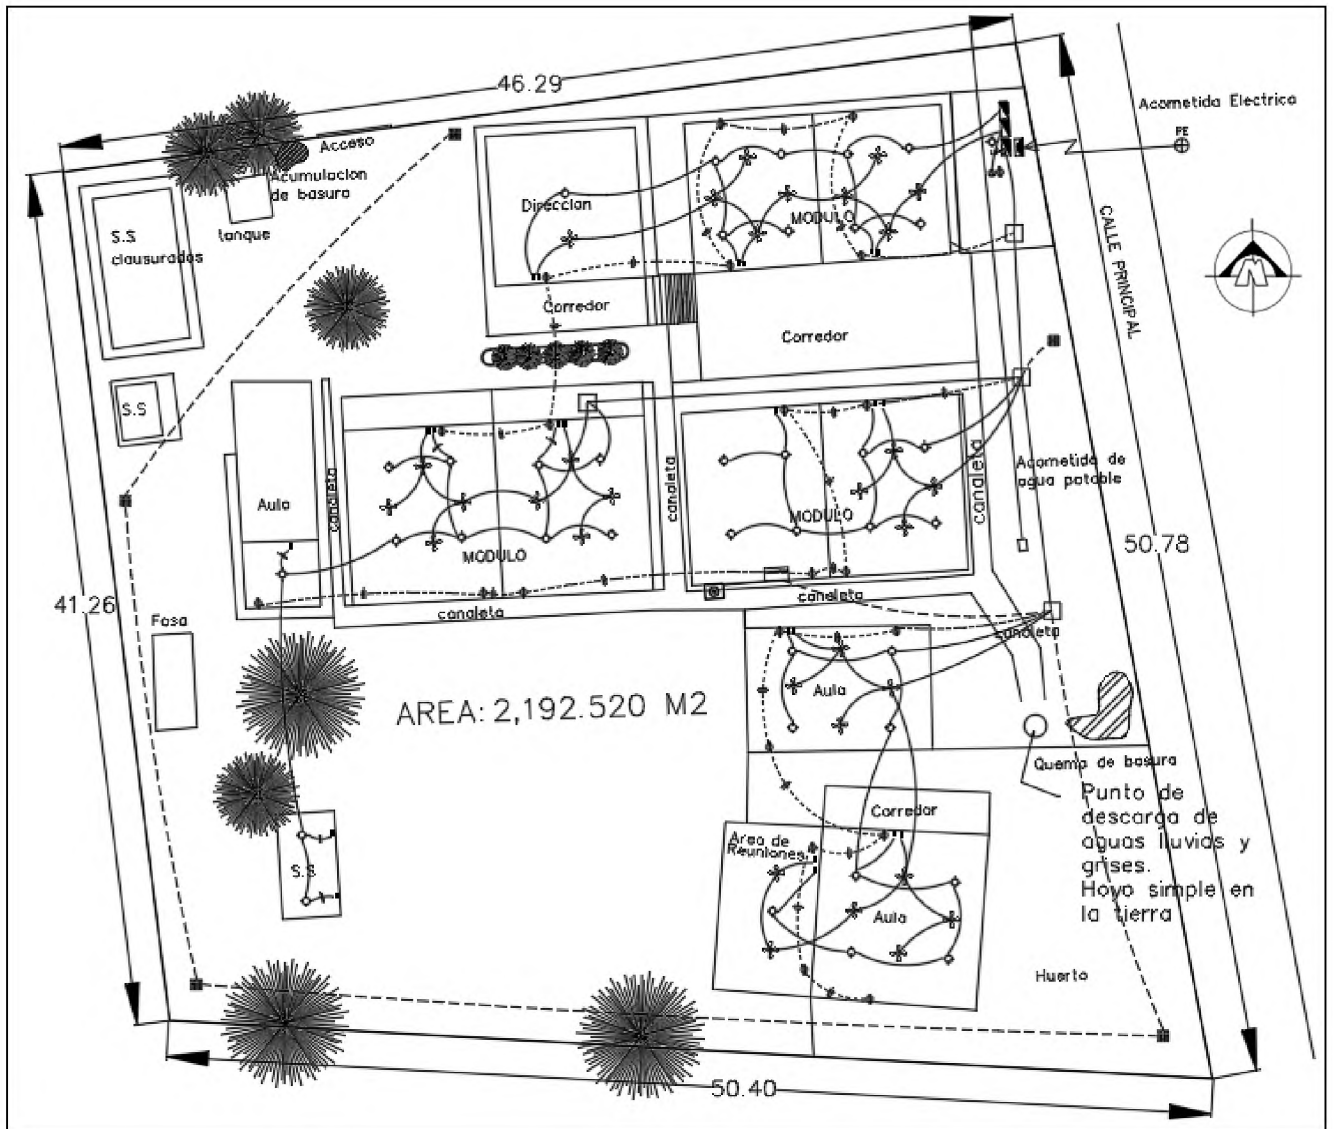 46.29
Acometida Electrica
PE
Acceso
Acumulacion
de basura
tanque
S.S
clausurados
Direccion
MODULO
CALLE PRINCIPAL
Corredor
Corredor
S.S
Aula
canaleta
MODULO
canaleta
MODULO
canaleta
Acometida de
agua potable
50.78
41.26
Fosa
canaleta
canaleta
canaleta
AREA: 2,192.520 M2
Aula
Quema de basura
Punto de
descarga de
aguas lluvias y
grises.
Hoyo simple en
la tierra
Corredor
Area de
Reuniones
S.S
Aula
Huerto
50.40